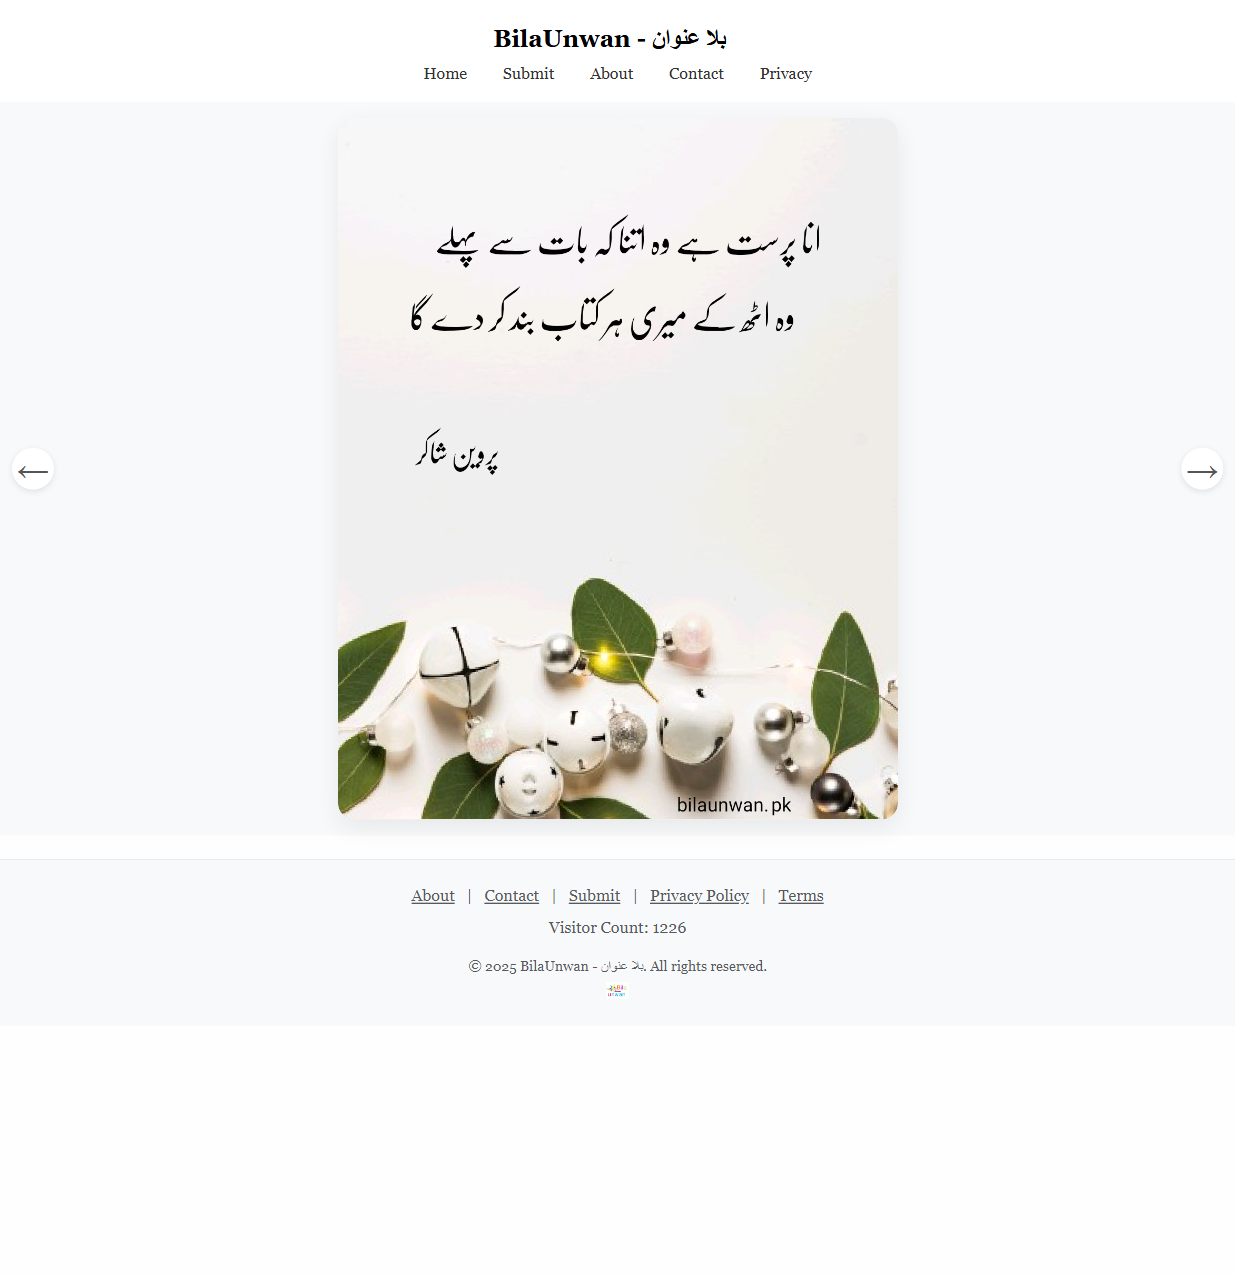 BilaUnwan - بلا عنوان
Home Submit About Contact Privacy
انا پرست ہے وہ اتنا کہ بات سے پہلے
وہ اٹھ کے میری ہر کتاب بند کر دے گا
پروین شاکر
←
→
bilaunwan.pk
About | Contact | Submit | Privacy Policy | Terms
Visitor Count: 1226
© 2025 BilaUnwan - بلا عنوان. All rights reserved.